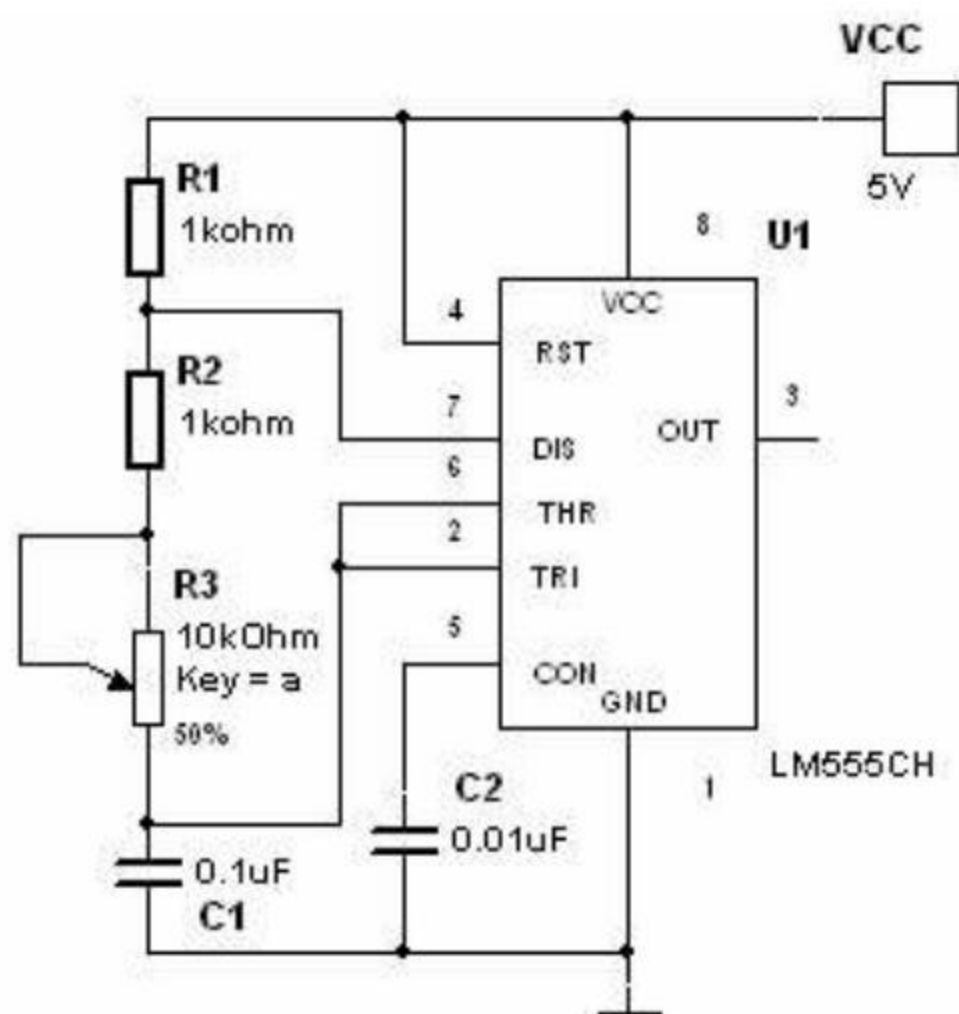 VCC
5V
R1
1kohm
8
U1
VCC
4
RST
R2
1kohm
7
DIS
OUT
3
6
THR
2
TRI
R3
10kOhm
Key = a
50%
5
CON
GND
LM555CH
1
C2
0.01uF
0.1uF
C1